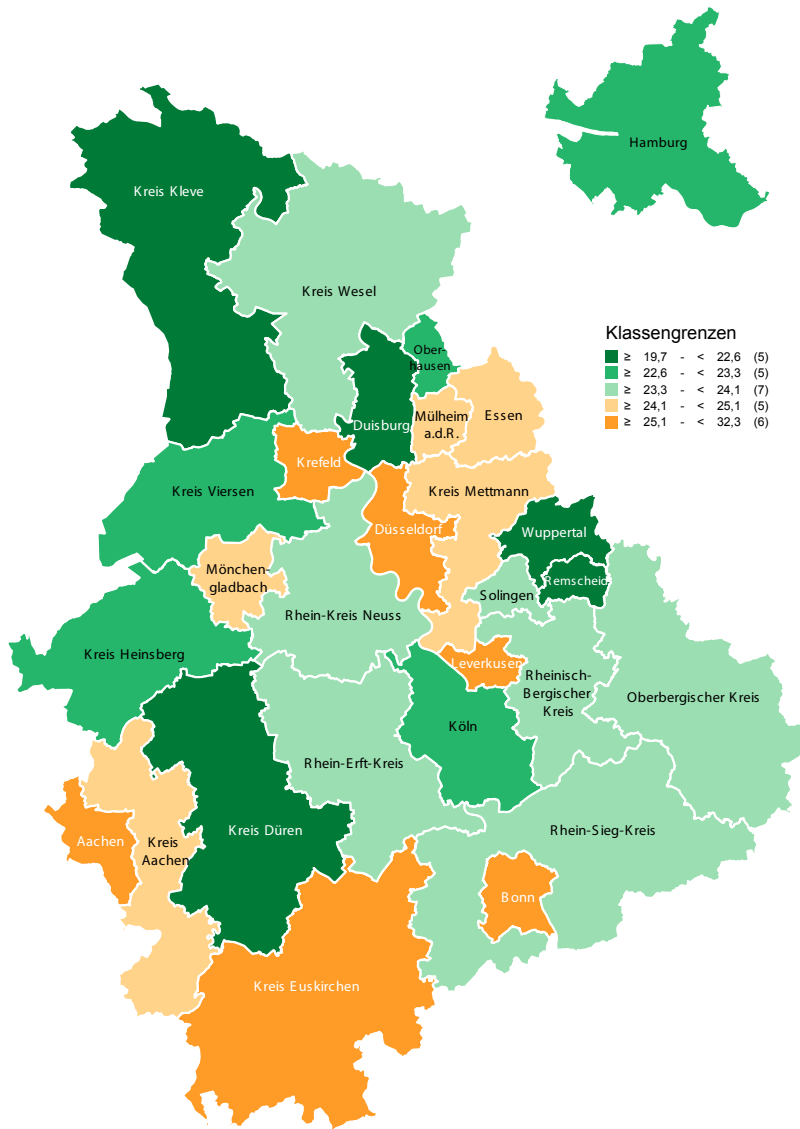 Hamburg
Kreis Kleve
Kreis Wesel
Klassengrenzen
≥ 19,7 - < 22,6 (5)
≥ 22,6 - < 23,3 (5)
≥ 23,3 - < 24,1 (7)
≥ 24,1 - < 25,1 (5)
≥ 25,1 - < 32,3 (6)
Ober-
hausen
Duisburg
Mülheim
a.d.R.
Essen
Krefeld
Kreis Viersen
Kreis Mettmann
Düsseldorf
Wuppertal
Mönchen-
gladbach
Remscheid
Solingen
Rhein-Kreis Neuss
Kreis Heinsberg
Leverkusen
Rheinisch-
Bergischer
Kreis
Oberbergischer Kreis
Köln
Rhein-Erft-Kreis
Kreis Düren
Rhein-Sieg-Kreis
Aachen
Kreis
Aachen
Bonn
Kreis Euskirchen